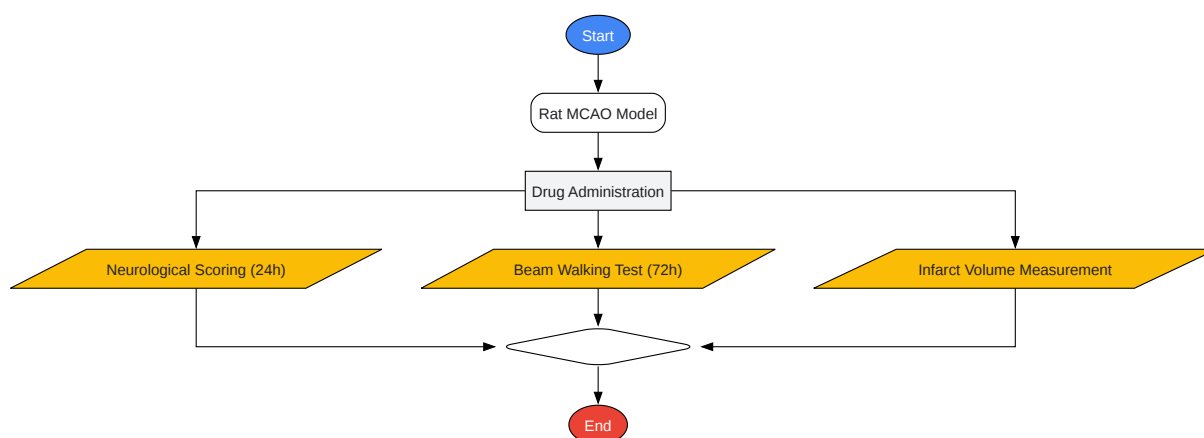 Start
Rat MCAO Model
Drug Administration
Neurological Scoring (24h)
Beam Walking Test (72h)
Infarct Volume Measurement
End